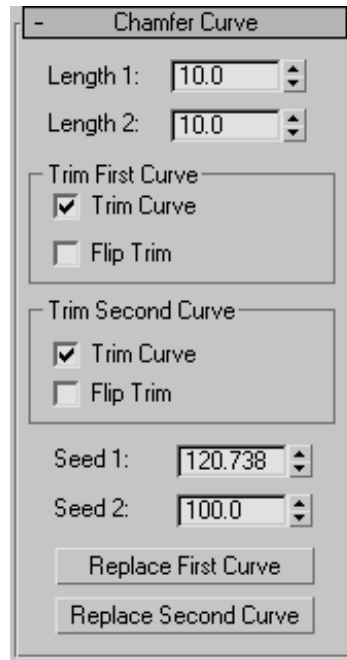 - Chamfer Curve
Length 1: 10.0
Length 2: 10.0
Trim First Curve
Trim Curve
Flip Trim
Trim Second Curve
Trim Curve
Flip Trim
Seed 1: 120.738
Seed 2: 100.0
Replace First Curve
Replace Second Curve